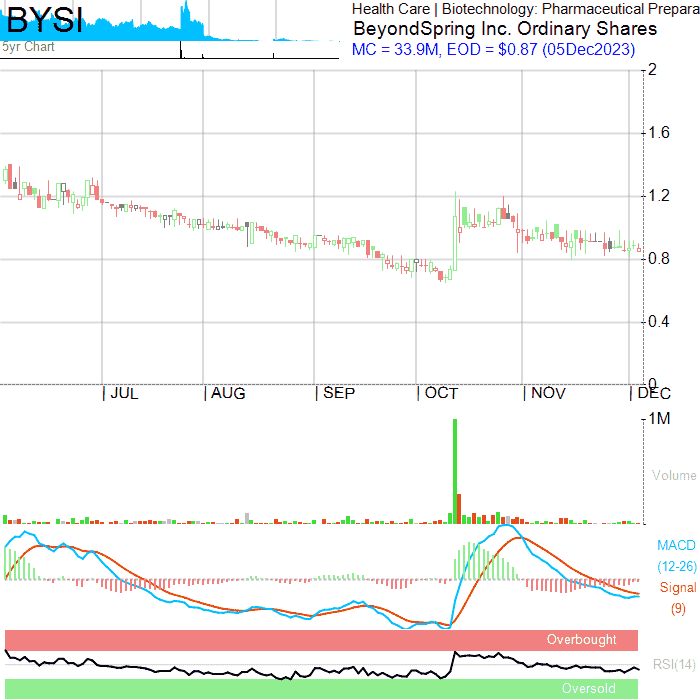 BYSI
Health Care | Biotechnology: Pharmaceutical Prepara
BeyondSpring Inc. Ordinary Shares
5yr Chart
MC = 33.9M, EOD = $0.87 (05Dec2023)
2
1.6
1.2
0.8
0.4
0
| JUL | AUG | SEP | OCT | NOV | DEC
1M
Volume
MACD
(12-26)
Signal
(9)
Overbought
RSI(14)
Oversold